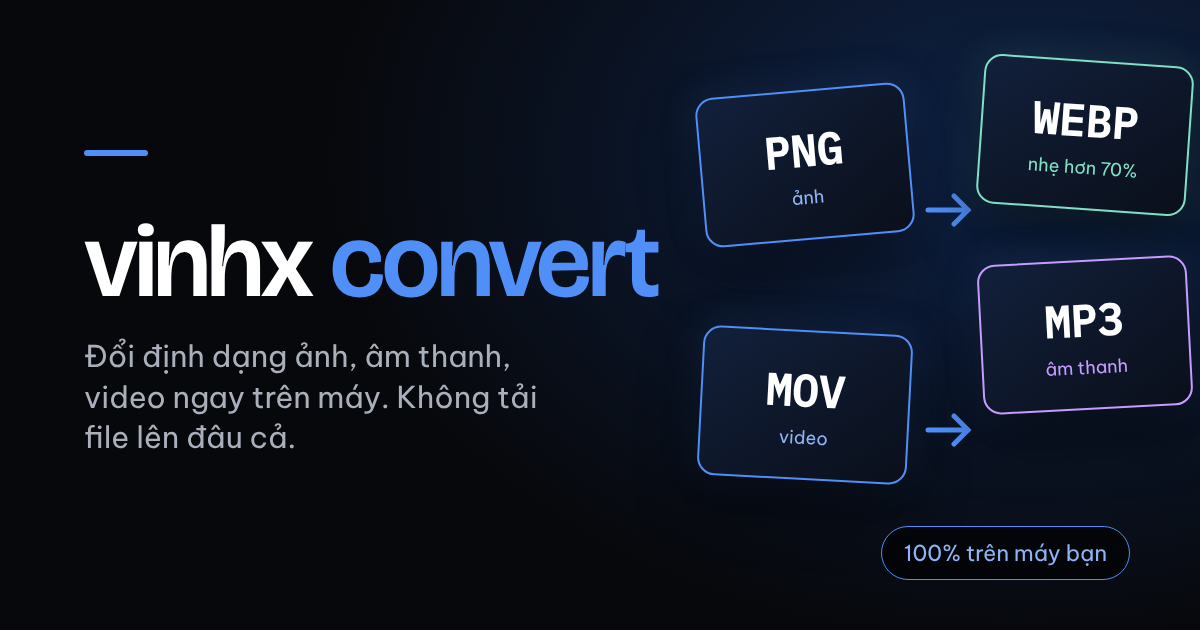 vinhx convert
Đổi định dạng ảnh, âm thanh,
video ngay trên máy. Không tải
file lên đâu cả.
PNG
ảnh
WEBP
nhẹ hơn 70%
MOV
video
MP3
âm thanh
100% trên máy bạn